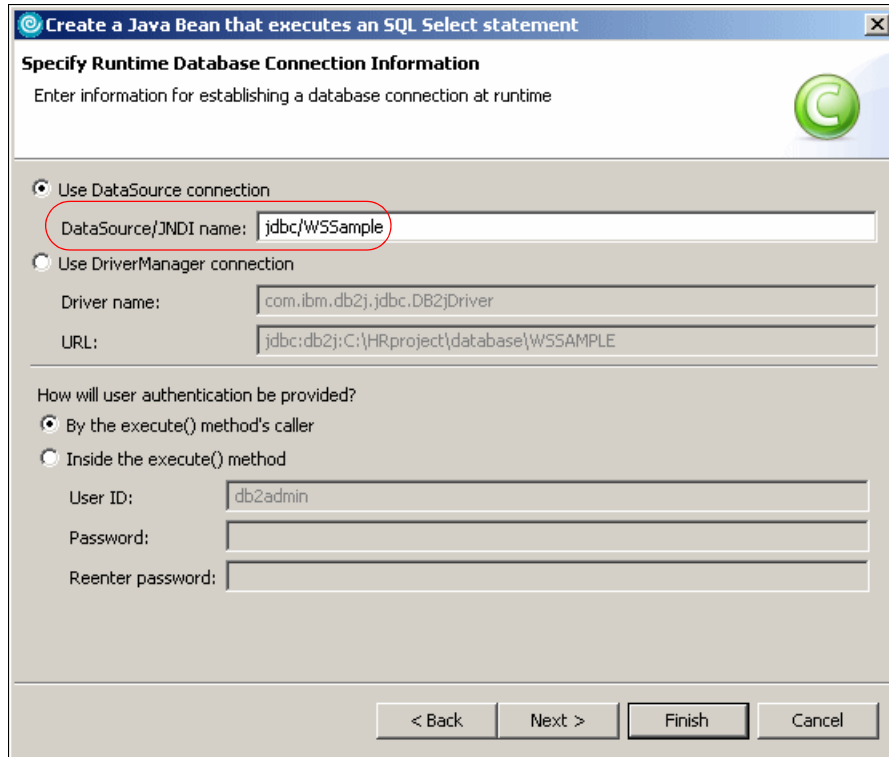 Create a Java Bean that executes an SQL Select statement
Specify Runtime Database Connection Information
Enter information for establishing a database connection at runtime
C
Use DataSource connection
DataSource/JNDI name: jdbc/WSSample
Use DriverManager connection
Driver name: com.ibm.db2j.jdbc.DB2jDriver
URL: jdbc:db2j:C:\HRproject\database\WSSAMPLE
How will user authentication be provided?
By the execute() method's caller
Inside the execute() method
User ID: db2admin
Password:
Reenter password:
< Back Next > Finish Cancel